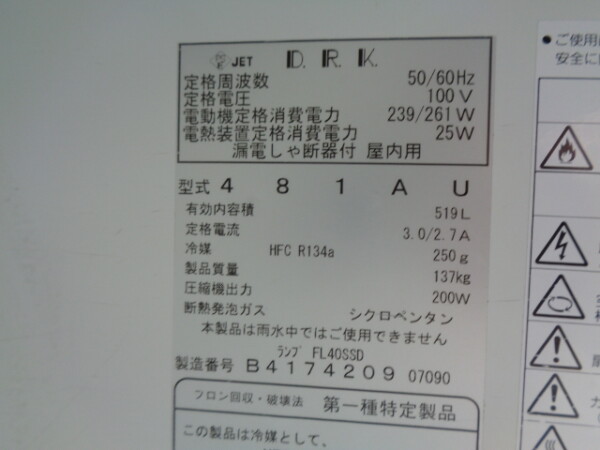 JET D.R.K.
定格周波数 50/60Hz
定格電圧 100V
電動機定格消費電力 239/261W
電熱装置定格消費電力 25W
漏電しゃ断器付 屋内用
型式 481AU
有効内容積 519L
定格電流 3.0/2.7A
冷媒 HFC R134a 250g
製品質量 137kg
圧縮機出力 200W
断熱発泡ガス シクロペンタン
本製品は雨水中ではご使用できません
ランプ FL40SSD
製造番号 B4174209 07090
フロン回収・破壊法 第一種特定製品
この製品は冷媒として、
●ご使用
安全に